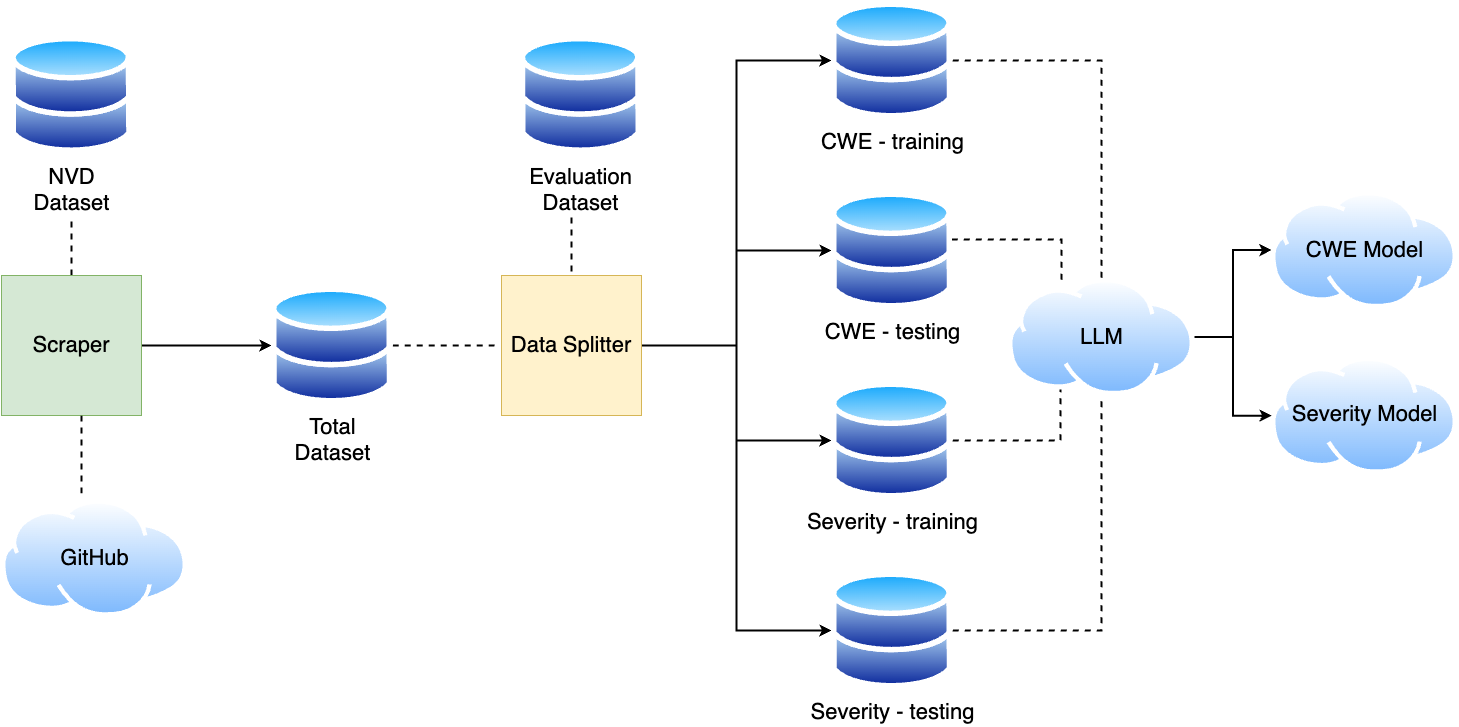 NVD
Dataset
Scraper
GitHub
Total
Dataset
Evaluation
Dataset
Data Splitter
CWE - training
CWE - testing
Severity - training
Severity - testing
LLM
CWE Model
Severity Model